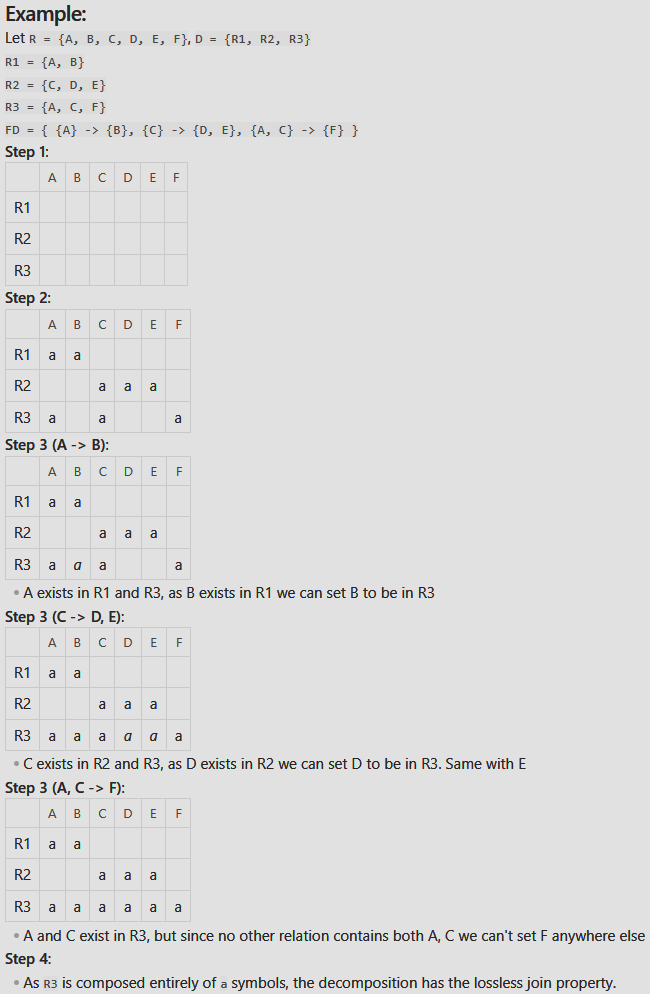 Example:
Let R = {A, B, C, D, E, F}, D = {R1, R2, R3}
R1 = {A, B}
R2 = {C, D, E}
R3 = {A, C, F}
FD = { {A} -> {B}, {C} -> {D, E}, {A, C} -> {F} }
Step 1:
A B C D E F
R1
R2
R3
Step 2:
A B C D E F
R1 a a
R2 a a a
R3 a a a
Step 3 (A -> B):
A B C D E F
R1 a a
R2 a a a
R3 a a a a
• A exists in R1 and R3, as B exists in R1 we can set B to be in R3
Step 3 (C -> D, E):
A B C D E F
R1 a a
R2 a a a
R3 a a a a a a
• C exists in R2 and R3, as D exists in R2 we can set D to be in R3. Same with E
Step 3 (A, C -> F):
A B C D E F
R1 a a
R2 a a a
R3 a a a a a a
• A and C exist in R3, but since no other relation contains both A, C we can't set F anywhere else
Step 4:
• As R3 is composed entirely of a symbols, the decomposition has the lossless join property.